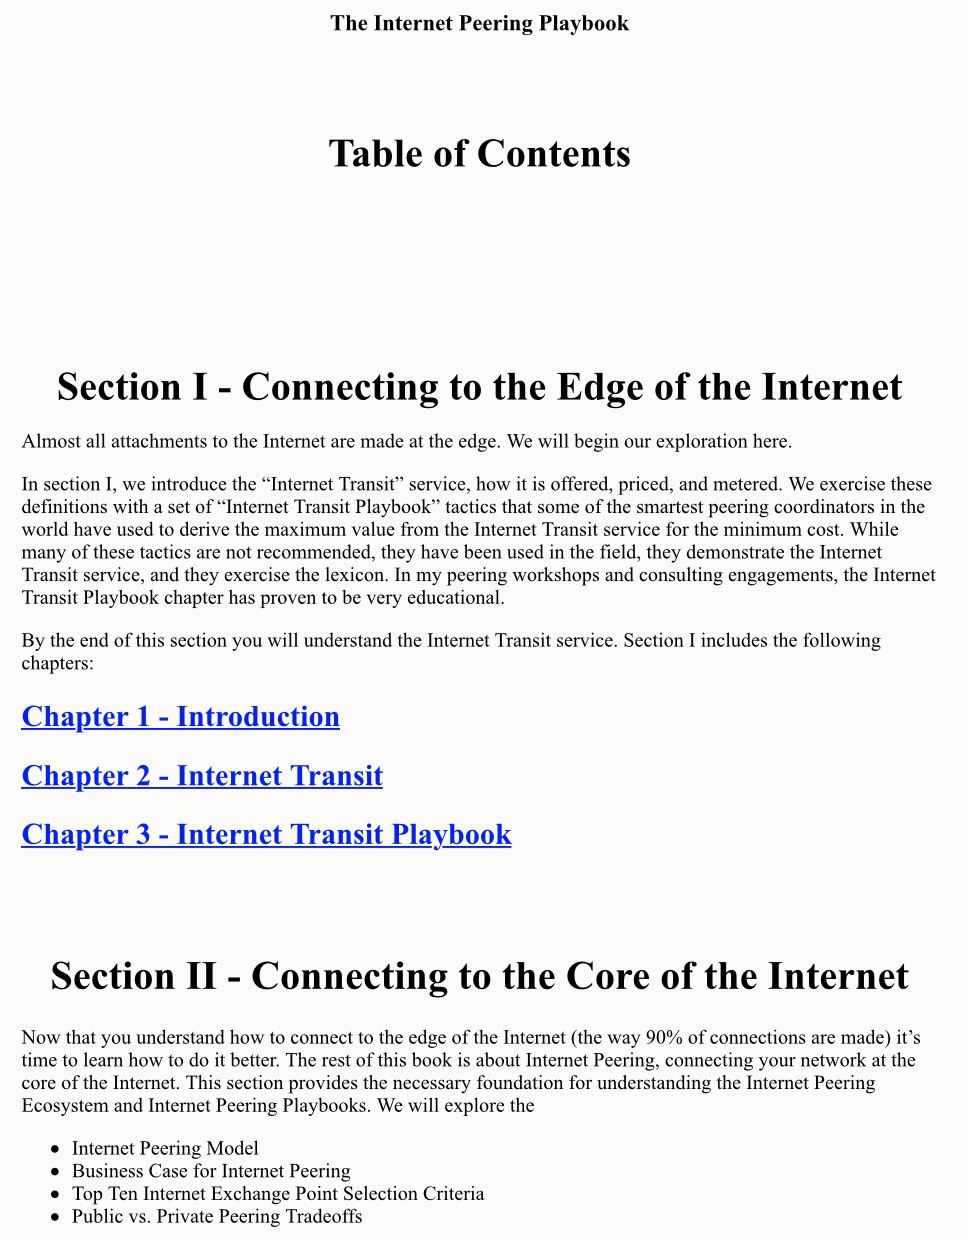 The Internet Peering Playbook
Table of Contents
Section I - Connecting to the Edge of the Internet
Almost all attachments to the Internet are made at the edge. We will begin our exploration here.
In section I, we introduce the “Internet Transit” service, how it is offered, priced, and metered. We exercise these
definitions with a set of “Internet Transit Playbook” tactics that some of the smartest peering coordinators in the
world have used to derive the maximum value from the Internet Transit service for the minimum cost. While
many of these tactics are not recommended, they have been used in the field, they demonstrate the Internet
Transit service, and they exercise the lexicon. In my peering workshops and consulting engagements, the Internet
Transit Playbook chapter has proven to be very educational.
By the end of this section you will understand the Internet Transit service. Section I includes the following
chapters:
Chapter 1 - Introduction
Chapter 2 - Internet Transit
Chapter 3 - Internet Transit Playbook
Section II - Connecting to the Core of the Internet
Now that you understand how to connect to the edge of the Internet (the way 90% of connections are made) it’s
time to learn how to do it better. The rest of this book is about Internet Peering, connecting your network at the
core of the Internet. This section provides the necessary foundation for understanding the Internet Peering
Ecosystem and Internet Peering Playbooks. We will explore the
• Internet Peering Model
• Business Case for Internet Peering
• Top Ten Internet Exchange Point Selection Criteria
• Public vs. Private Peering Tradeoffs